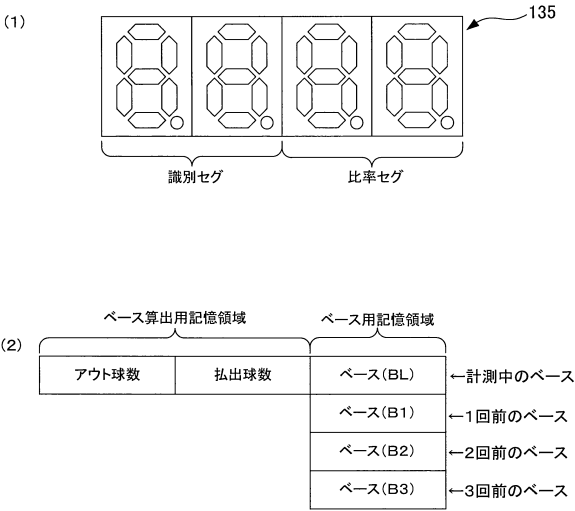 (1)
135
識別セグ
比率セグ
ベース算出用記憶領域
ベース用記憶領域
(2)
アウト球数
払出球数
ベース(BL)
←計測中のベース
ベース(B1)
←1回前のベース
ベース(B2)
←2回前のベース
ベース(B3)
←3回前のベース